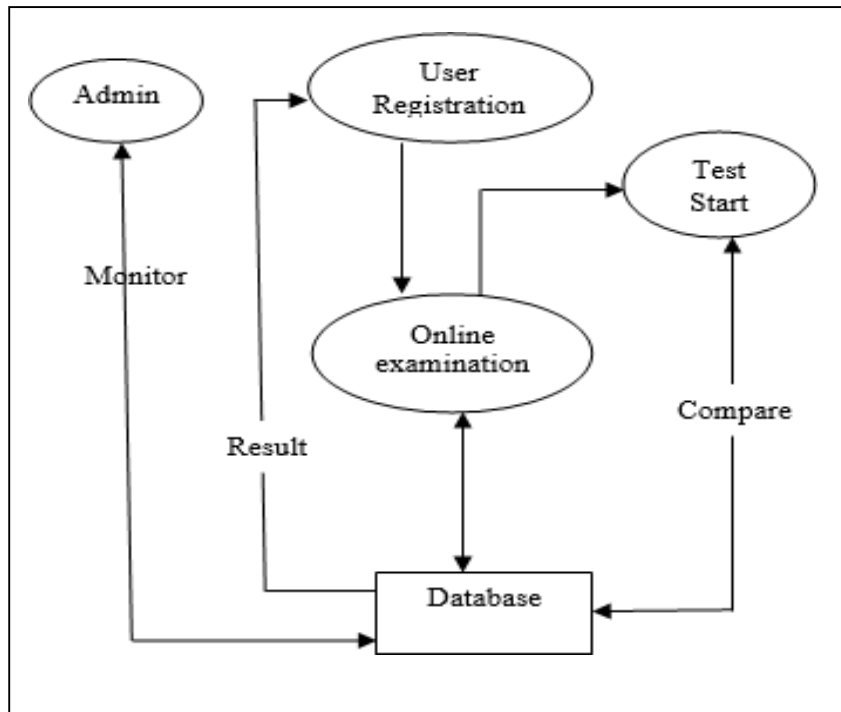 Admin
User
Registration
Test
Start
Monitor
Online
examination
Compare
Result
Database